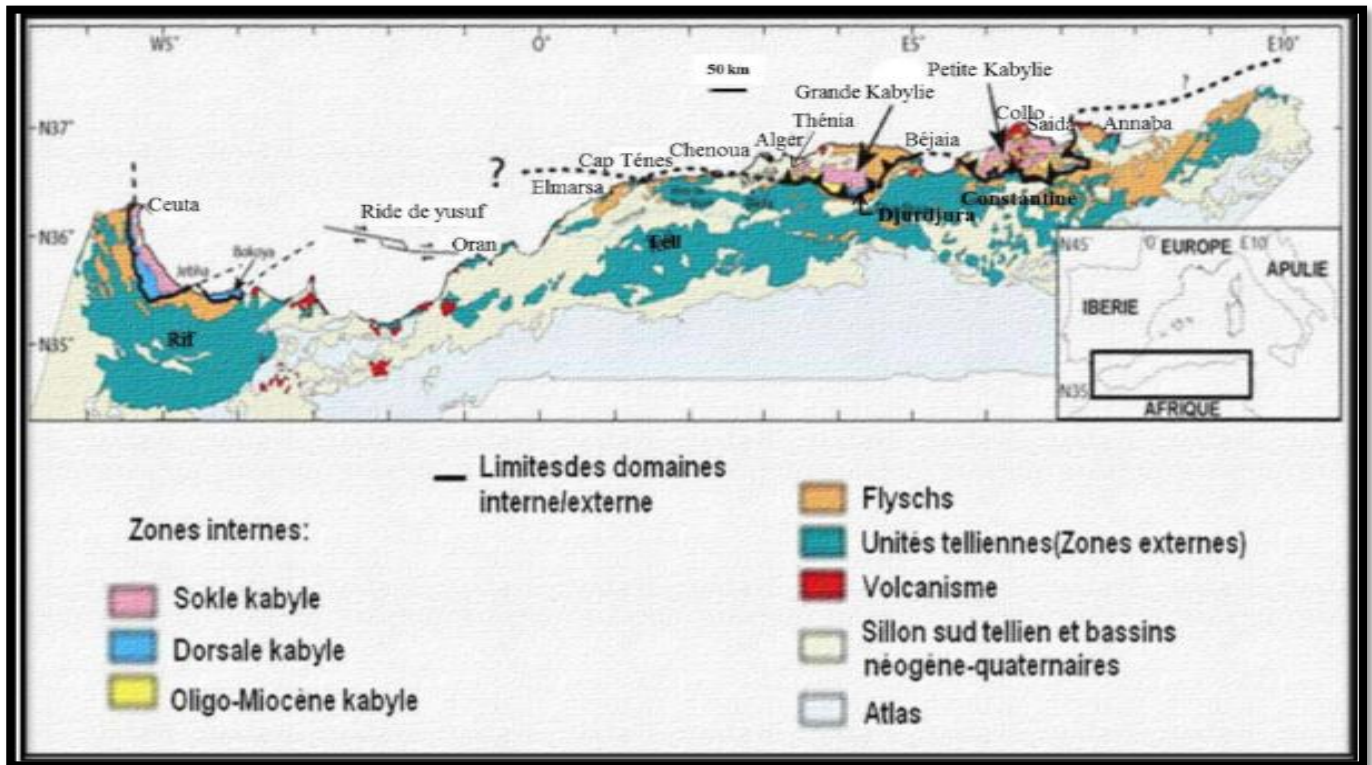 W5°
O°
E5°
E10°
50 km
Petite Kabylie
Grande Kabylie
Collo
Thénia
Saida
Annaba
N37°
Alger
Béjaia
Chenoua
?
?
Cap Ténes
Elmarsa
Ceuta
Constantine
Ride de yusuf
Djurdjura
N36°
Oran
Tell
Bokoya
Jebha
N45°
O°
E10°
EUROPE
APULIE
IBERIE
Rif
N35°
N35
AFRIQUE
Limitesdes domaines
interne/externe
Zones internes:
Sokle kabyle
Dorsale kabyle
Oligo-Miocène kabyle
Flyschs
Unités telliennes(Zones externes)
Volcanisme
Sillon sud tellien et bassins
néogène-quaternaires
Atlas